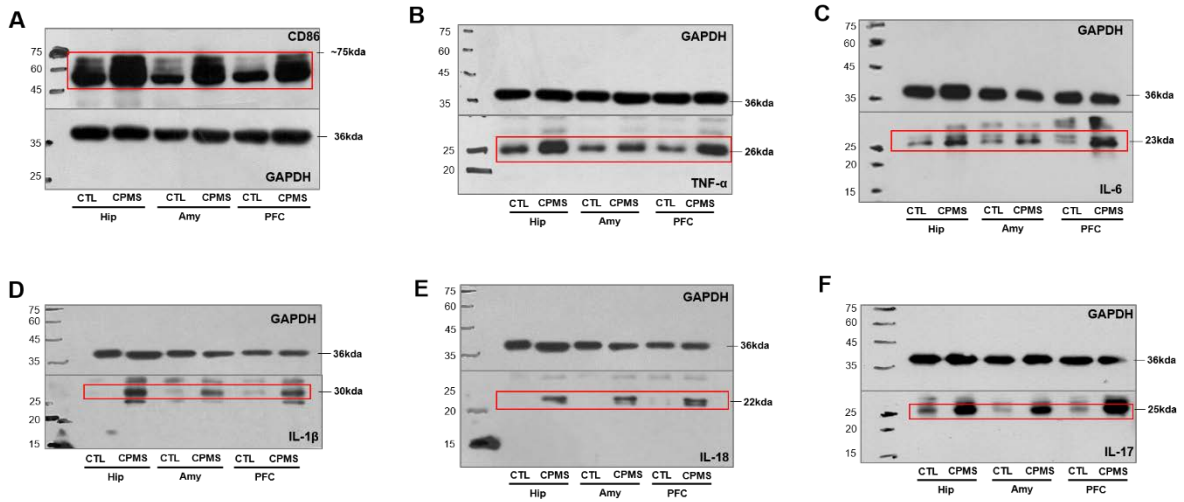 A
CD86
75
60
45
35
25
~75kda
36kda
GAPDH
CTL CPMS CTL CPMS CTL CPMS
Hip Amy PFC
B
GAPDH
75
60
45
35
25
20
36kda
26kda
TNF-α
CTL CPMS CTL CPMS CTL CPMS
Hip Amy PFC
C
GAPDH
75
60
45
35
25
20
15
36kda
23kda
IL-6
CTL CPMS CTL CPMS CTL CPMS
Hip Amy PFC
D
GAPDH
75
60
45
35
25
15
36kda
30kda
IL-1β
CTL CPMS CTL CPMS CTL CPMS
Hip Amy PFC
E
GAPDH
75
60
45
35
25
20
15
36kda
22kda
IL-18
CTL CPMS CTL CPMS CTL CPMS
Hip Amy PFC
F
GAPDH
75
60
45
35
25
15
36kda
25kda
IL-17
CTL CPMS CTL CPMS CTL CPMS
Hip Amy PFC